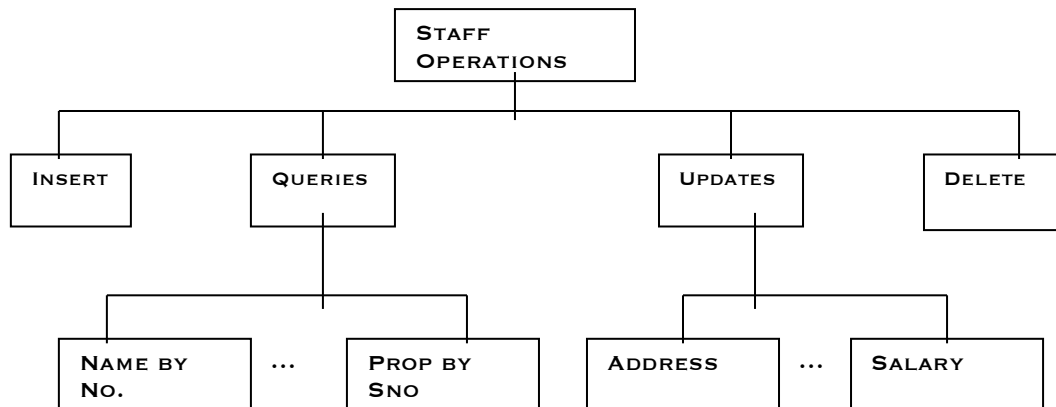 STAFF
OPERATIONS
INSERT
QUERIES
UPDATES
DELETE
NAME BY
NO.
...
PROP BY
SNO
ADDRESS
...
SALARY